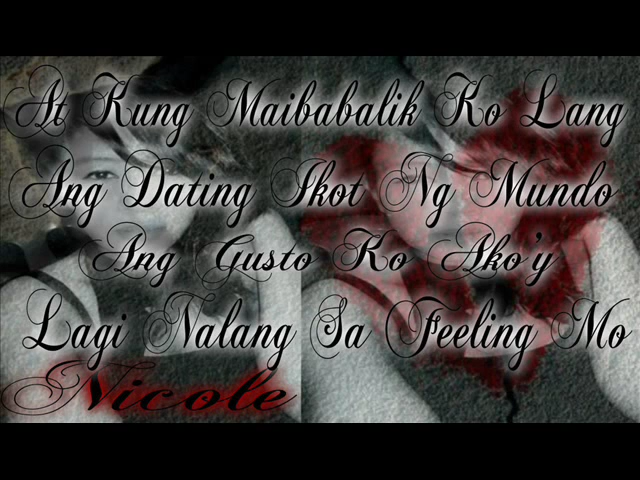 At Kung Maibabalik Ko Lang
Ang Dating Ikot Ng Mundo
Ang Gusto Ko Ako'y
Lagi Nalang Sa Feeling Mo
Nicole